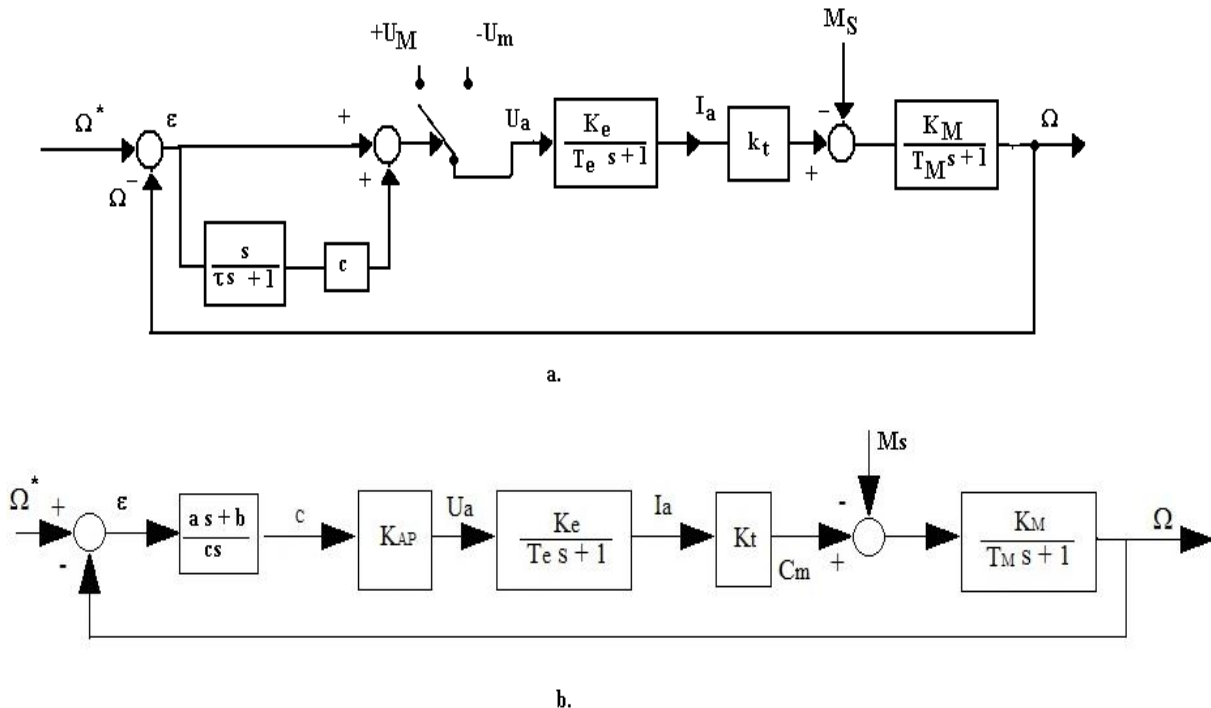 +U_M -U_m
M_S
Ω* ε + U_a K_e I_a k_t - K_M Ω
T_e s+1 + T_M s+1
Ω - +
s c
τs +1
a.
Ms
Ω* + ε a s + b c K_AP Ua Ke Ia Kt - K_M Ω
cs Te s + 1 Cm + T_M s + 1
-
b.